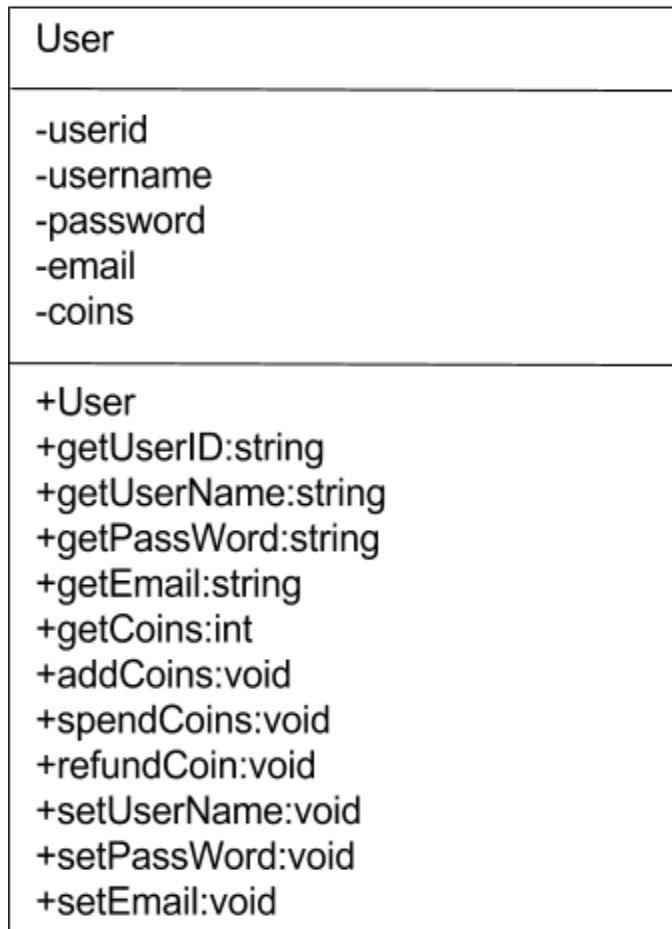 User
-userid
-username
-password
-email
-coins
+User
+getUserID:string
+getUserName:string
+getPassWord:string
+getEmail:string
+getCoins:int
+addCoins:void
+spendCoins:void
+refundCoin:void
+setUserName:void
+setPassWord:void
+setEmail:void